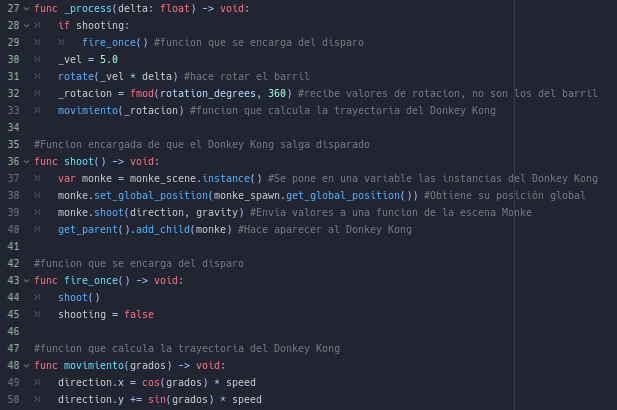 27 func _process(delta: float) -> void:
28 if shooting:
29 fire_once() #funcion que se encarga del disparo
30 _vel = 5.0
31 rotate(_vel * delta) #hace rotar el barril
32 _rotacion = fmod(rotation_degrees, 360) #recibe valores de rotacion, no son los del barril
33 movimiento(_rotacion) #funcion que calcula la trayectoria del Donkey Kong
34
35 #Funcion encargada de que el Donkey Kong salga disparado
36 func shoot() -> void:
37 var monke = monke_scene.instance() #Se pone en una variable las instancias del Donkey Kong
38 monke.set_global_position(monke_spawn.get_global_position()) #Obtiene su posición global
39 monke.shoot(direction, gravity) #Envia valores a una funcion de la escena Monke
40 get_parent().add_child(monke) #Hace aparecer al Donkey Kong
41
42 #funcion que se encarga del disparo
43 func fire_once() -> void:
44 shoot()
45 shooting = false
46
47 #funcion que calcula la trayectoria del Donkey Kong
48 func movimiento(grados) -> void:
49 direction.x = cos(grados) * speed
50 direction.y += sin(grados) * speed